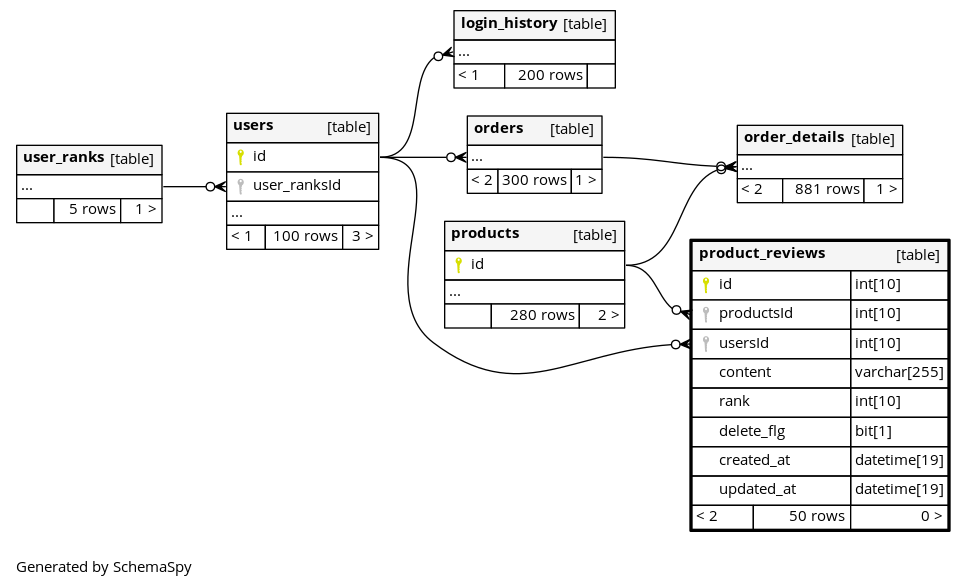 login_history [table]
...
< 1 200 rows
users [table]
id
user_ranksId
...
< 1 100 rows 3 >
orders [table]
...
< 2 300 rows 1 >
order_details [table]
...
< 2 881 rows 1 >
user_ranks [table]
...
5 rows 1 >
products [table]
id
...
280 rows 2 >
product_reviews [table]
id int[10]
productsId int[10]
usersId int[10]
content varchar[255]
rank int[10]
delete_flg bit[1]
created_at datetime[19]
updated_at datetime[19]
< 2 50 rows 0 >
Generated by SchemaSpy